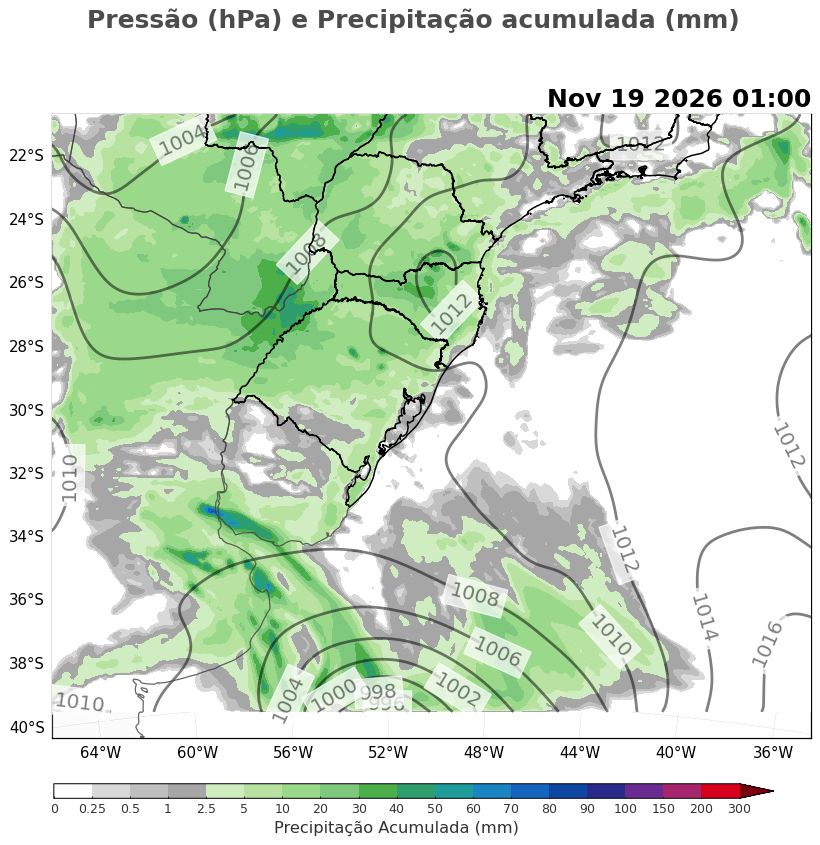 Pressão (hPa) e Precipitação acumulada (mm)
Nov 19 2026 01:00
1004
1006
1012
22°S
24°S
1008
26°S
1012
28°S
30°S
1012
1010
32°S
34°S
1012
36°S
1008
1014
1010
1016
1006
38°S
1004
1000
998
1002
996
1010
40°S
64°W 60°W 56°W 52°W 48°W 44°W 40°W 36°W
0 0.25 0.5 1 2.5 5 10 20 30 40 50 60 70 80 90 100 150 200 300
Precipitação Acumulada (mm)